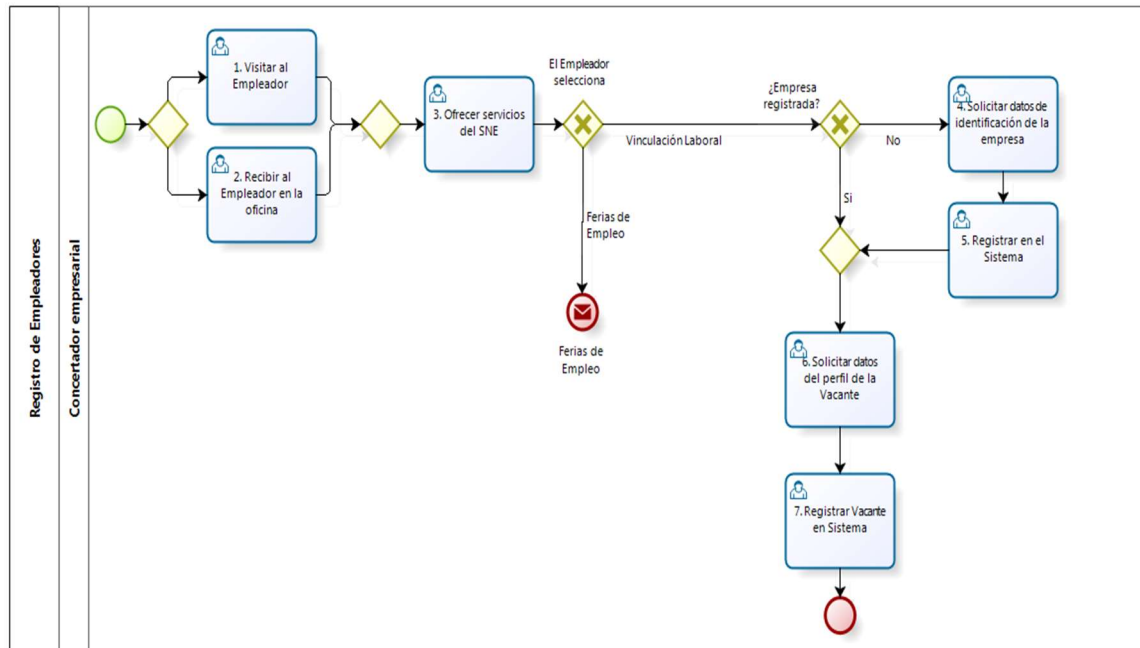 Registro de Empleadores
Concertador empresarial
1. Visitar al
Empleador
2. Recibir al
Empleador en la
oficina
3. Ofrecer servicios
del SNE
El Empleador
selecciona
Vinculación Laboral
Ferias de
Empleo
Ferias de
Empleo
¿Empresa
registrada?
No
Si
4. Solicitar datos de
identificación de la
empresa
5. Registrar en el
Sistema
6. Solicitar datos
del perfil de la
Vacante
7. Registrar Vacante
en Sistema